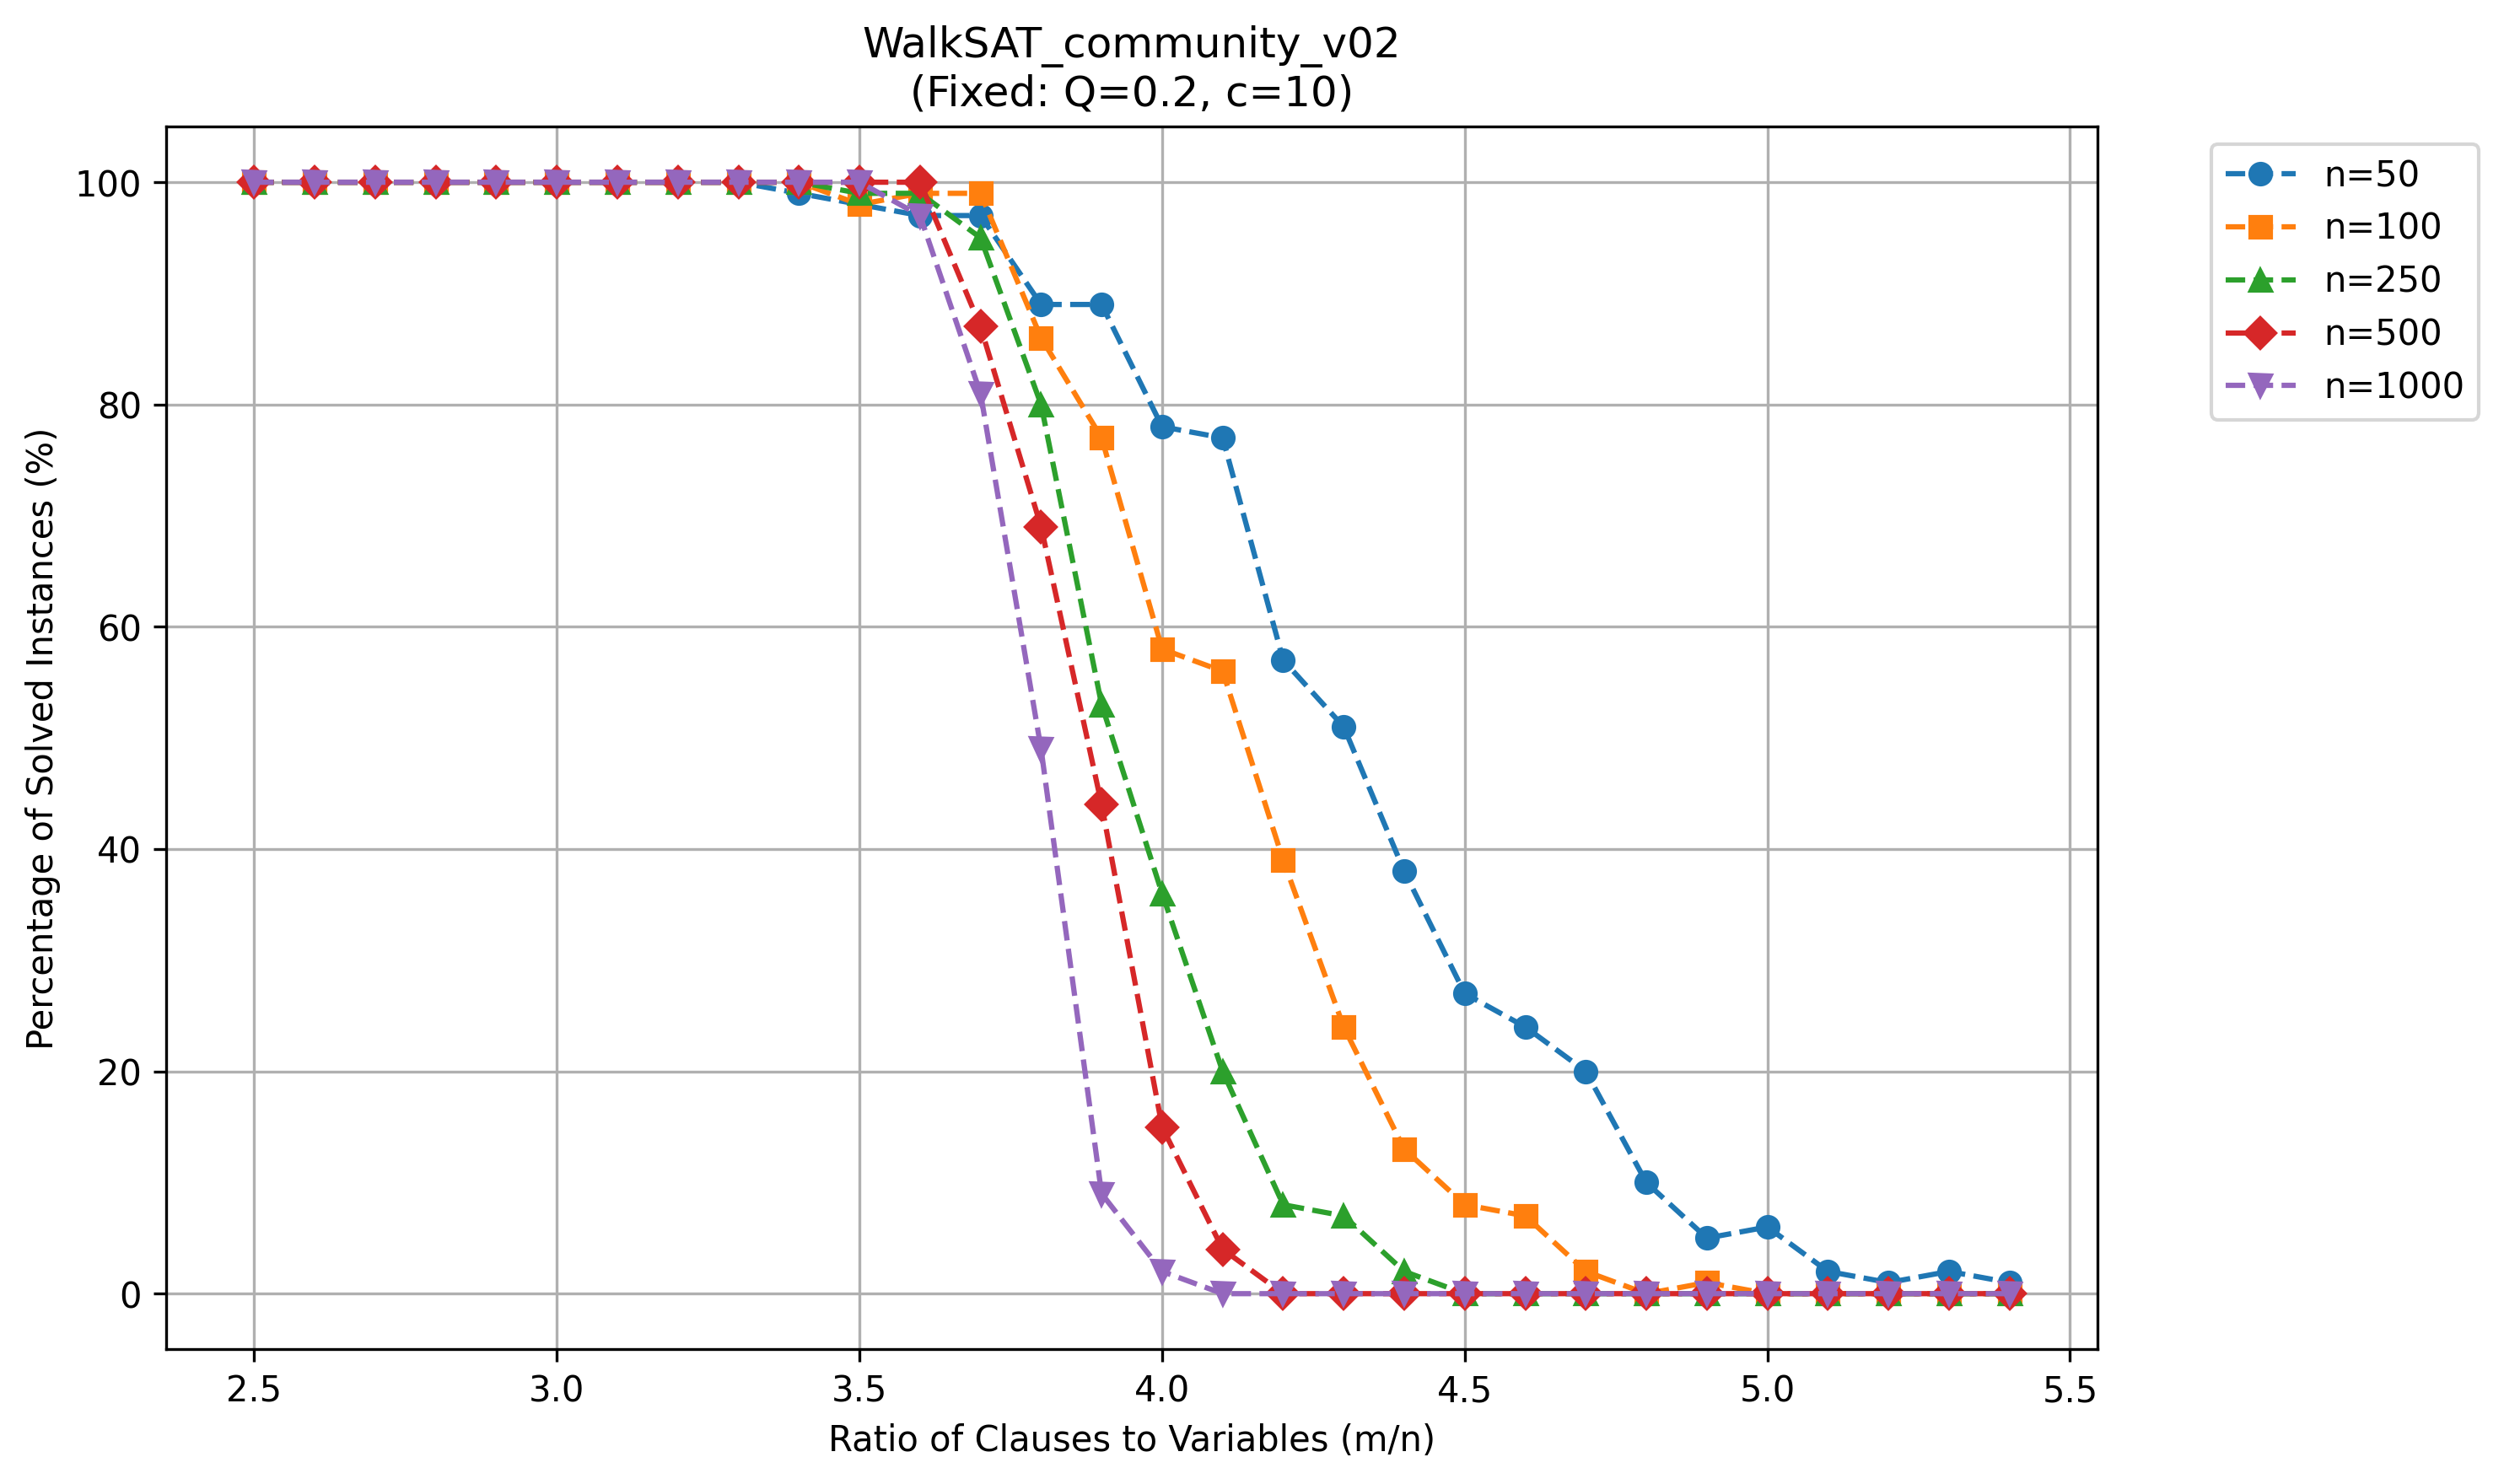 WalkSAT_community_v02
(Fixed: Q=0.2, c=10)
Percentage of Solved Instances (%)
100
80
60
40
20
0
2.5
3.0
3.5
4.0
4.5
5.0
5.5
Ratio of Clauses to Variables (m/n)
n=50
n=100
n=250
n=500
n=1000